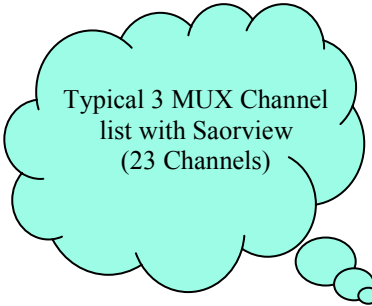 Typical 3 MUX Channel
list with Saorview
(23 Channels)